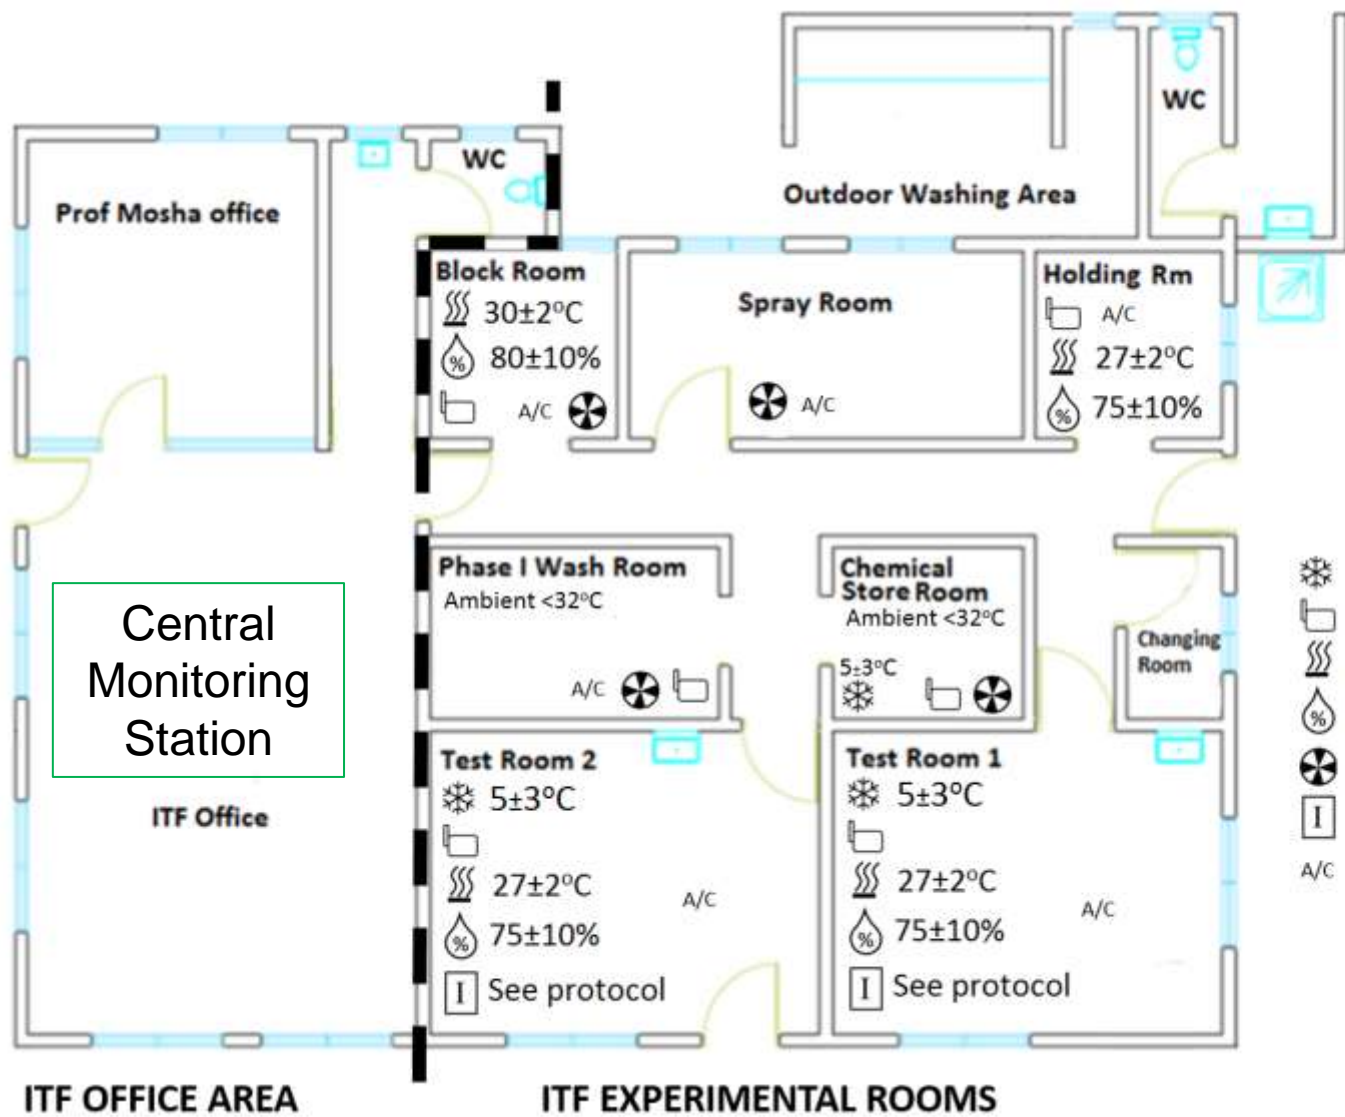 WC
WC
Prof Mosha office
Outdoor Washing Area
Block Room
30±2°C
% 80±10%
A/C
Spray Room
A/C
Holding Rm
A/C
27±2°C
% 75±10%
Phase I Wash Room
Ambient <32°C
A/C
Chemical
Store Room
Ambient <32°C
5±3°C
Changing
Room
Central
Monitoring
Station
ITF Office
Test Room 2
5±3°C
27±2°C
% 75±10%
I See protocol
A/C
Test Room 1
5±3°C
27±2°C
% 75±10%
I See protocol
A/C
%
I
A/C
ITF OFFICE AREA
ITF EXPERIMENTAL ROOMS